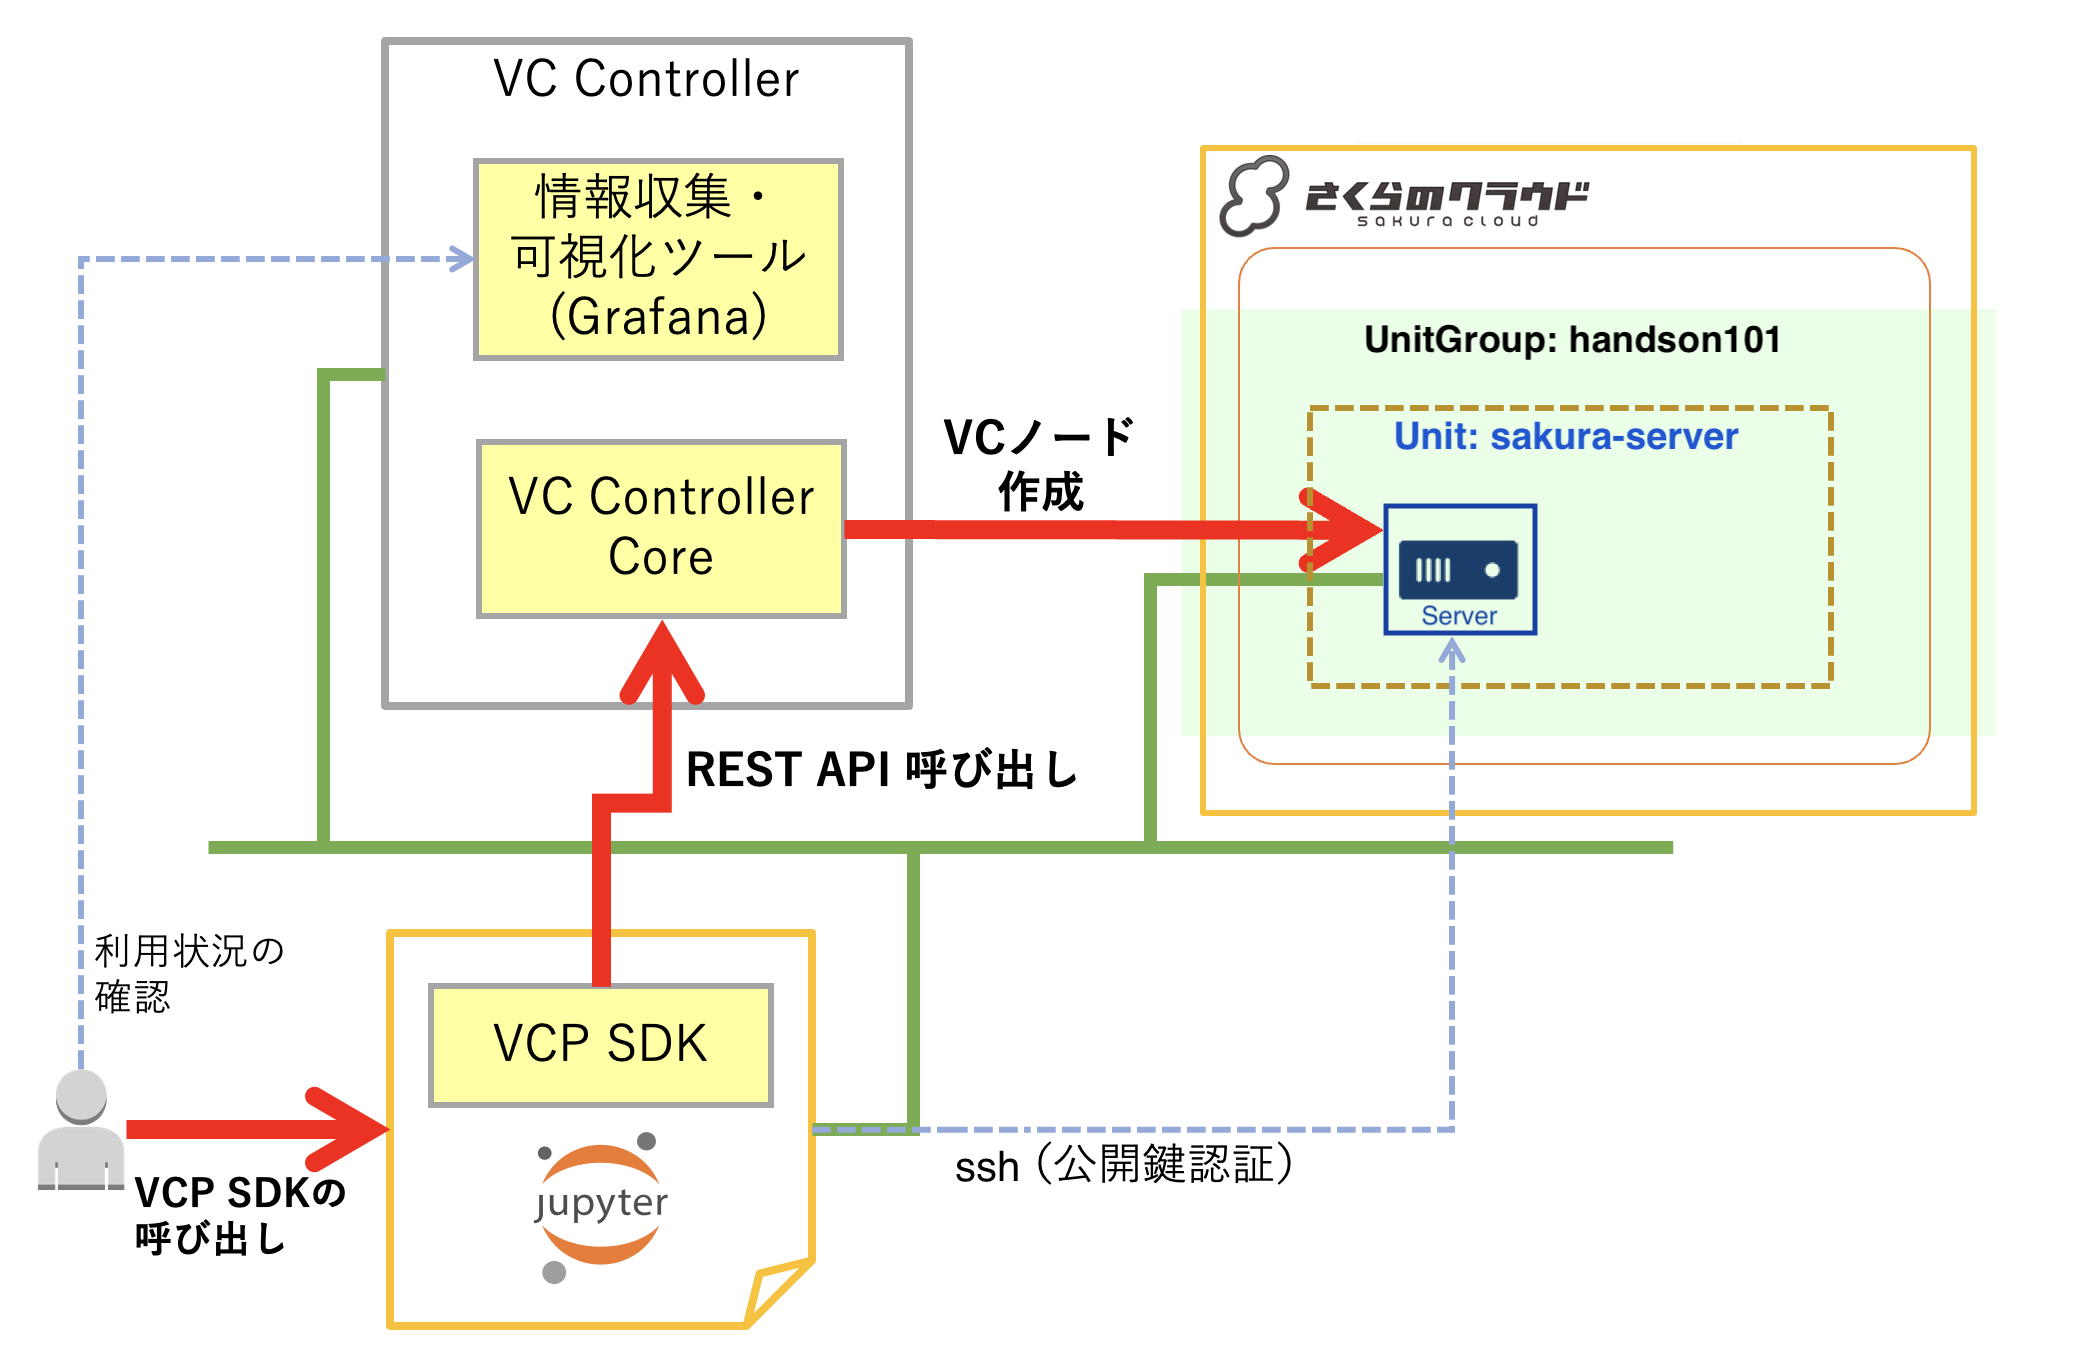 VC Controller
情報収集・
可視化ツール
(Grafana)
VC Controller
Core
VCノード
作成
さくらのクラウド
sakura cloud
UnitGroup: handson101
Unit: sakura-server
Server
REST API 呼び出し
利用状況の
確認
VCP SDK
jupyter
VCP SDKの
呼び出し
ssh（公開鍵認証）